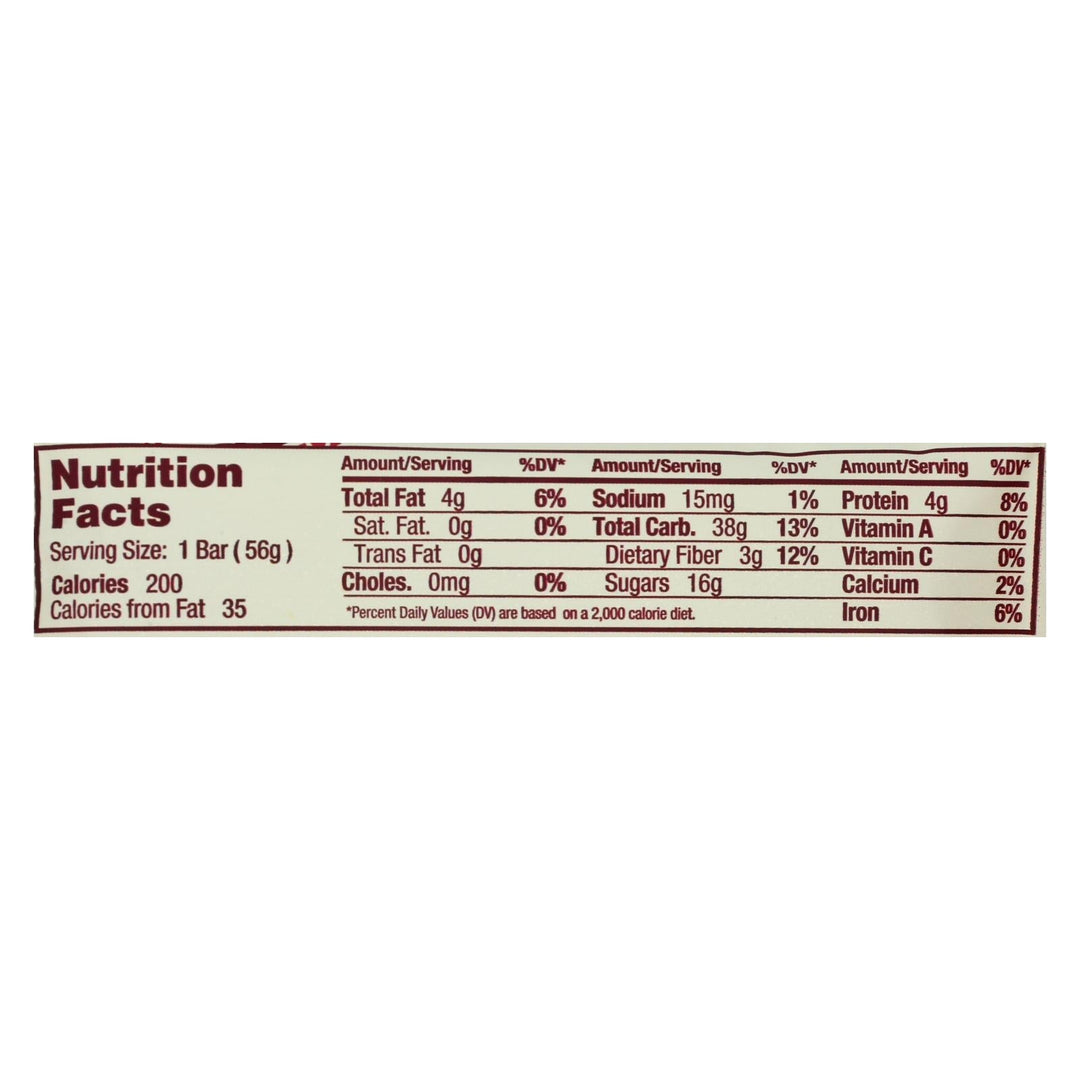 Nutrition
Facts
Serving Size: 1 Bar ( 56g )
Calories 200
Calories from Fat 35
Amount/Serving %DV*
Total Fat 4g 6%
Sat. Fat. 0g 0%
Trans Fat 0g
Choles. 0mg 0%
Amount/Serving %DV*
Sodium 15mg 1%
Total Carb. 38g 13%
Dietary Fiber 3g 12%
Sugars 16g
*Percent Daily Values (DV) are based on a 2,000 calorie diet.
Amount/Serving %DV*
Protein 4g 8%
Vitamin A 0%
Vitamin C 0%
Calcium 2%
Iron 6%